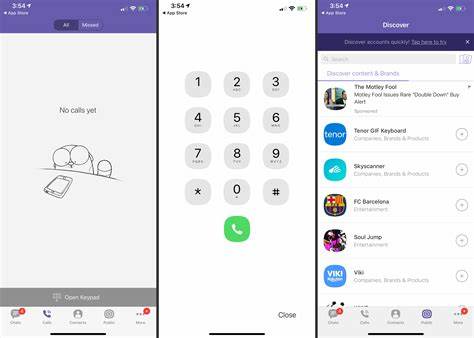 3:54
App Store
All
Missed
No calls yet
Open Keypad
Chats
Calls
Contacts
Public
More
3:54
App Store
1
2
ABC
3
DEF
4
GHI
5
JKL
6
MNO
7
PQRS
8
TUV
9
WXYZ
*
0
+
#
Close
3:54
App Store
Discover
Discover accounts quickly! Tap here to try
Search
Discover content & Brands
The Motley Fool
Motley Fool Issues Rare "Double Down" Buy
Alert
Sponsored
tenor
Tenor GIF Keyboard
Companies, Brands & Products
Skyscanner
Companies, Brands & Products
FC Barcelona
Entertainment
Soul Jump
Entertainment
VIKI
Rakuten
Viki
Companies, Brands & Products
Chats
Calls
Contacts
Public
More